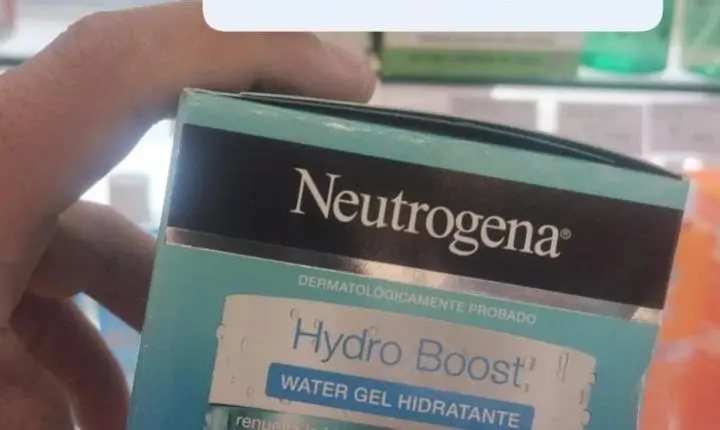 Neutrogena®
DERMATOLÓGICAMENTE PROBADO
Hydro Boost
WATER GEL HIDRATANTE